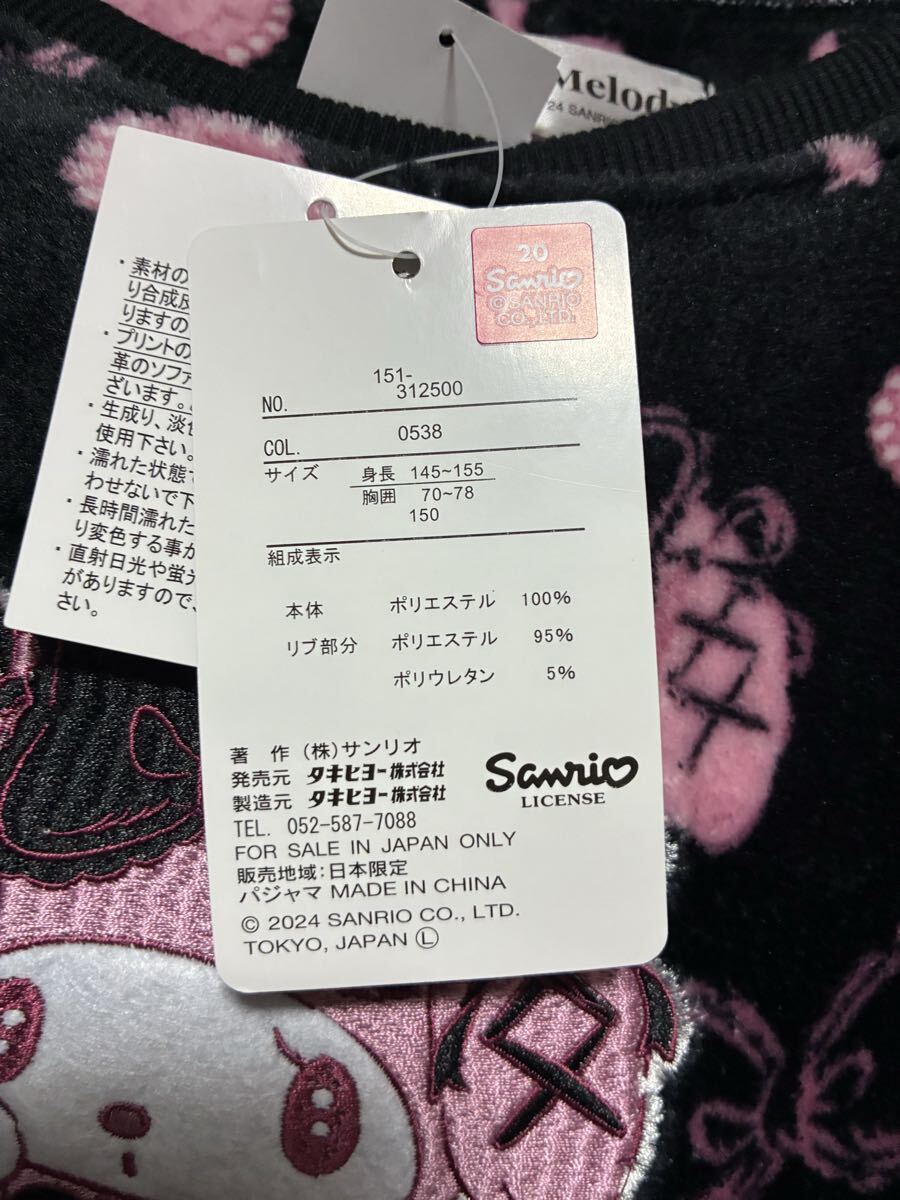 Melody
24 SANRIO
・素材の
り合成皮
りますの
・プリントの
革のソファ
ざいます。
・生成り、淡色
使用下さい。
・濡れた状態で
わせないで下
・長時間濡れた
り変色する事が
・直射日光や蛍光
がありますので、
さい。
20
Sanrio
©SANRIO
CO., LTD.
NO. 151-
312500
COL. 0538
サイズ 身長 145~155
胸囲 70~78
150
組成表示
本体 ポリエステル 100%
リブ部分 ポリエステル 95%
ポリウレタン 5%
著 作 (株)サンリオ
発売元 タキヒヨー株式会社
製造元 タキヒヨー株式会社
Sanrio
LICENSE
TEL. 052-587-7088
FOR SALE IN JAPAN ONLY
販売地域:日本限定
パジャマ MADE IN CHINA
© 2024 SANRIO CO., LTD.
TOKYO, JAPAN Ⓛ